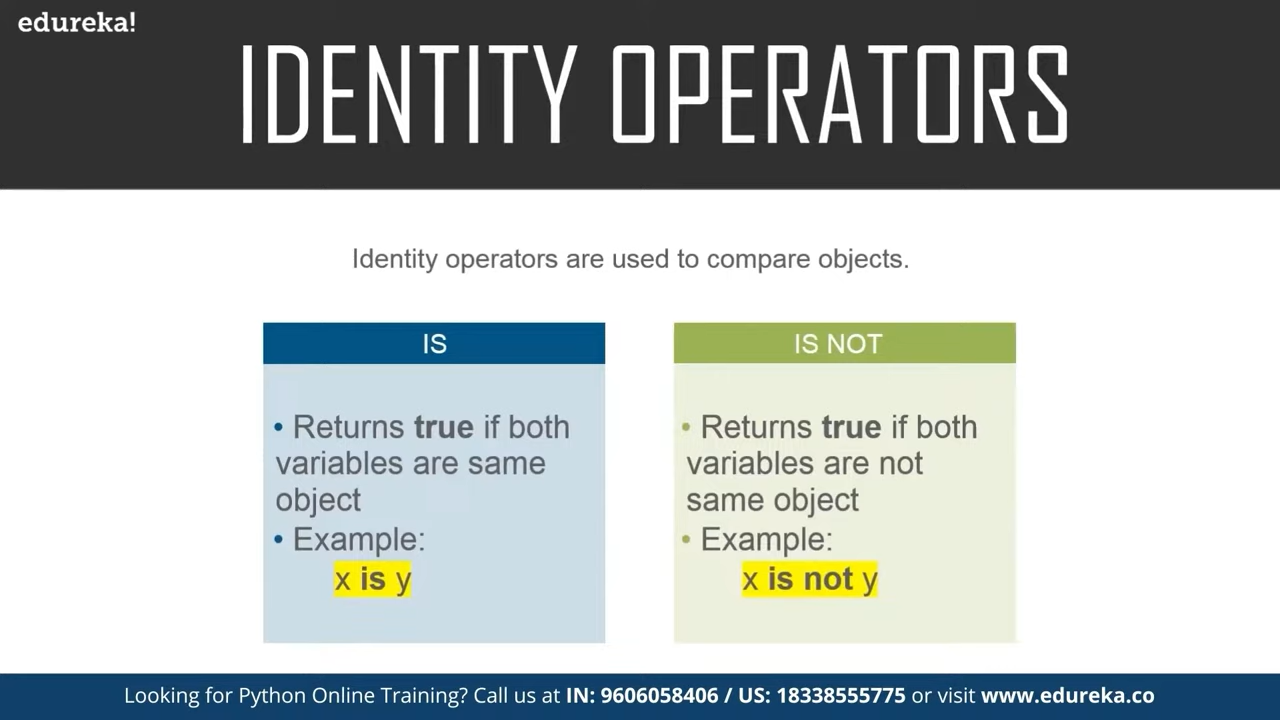 edureka!
IDENTITY OPERATORS
Identity operators are used to compare objects.
IS
• Returns true if both
variables are same
object
• Example:
x is y
IS NOT
• Returns true if both
variables are not
same object
• Example:
x is not y
Looking for Python Online Training? Call us at IN: 9606058406 / US: 18338555775 or visit www.edureka.co